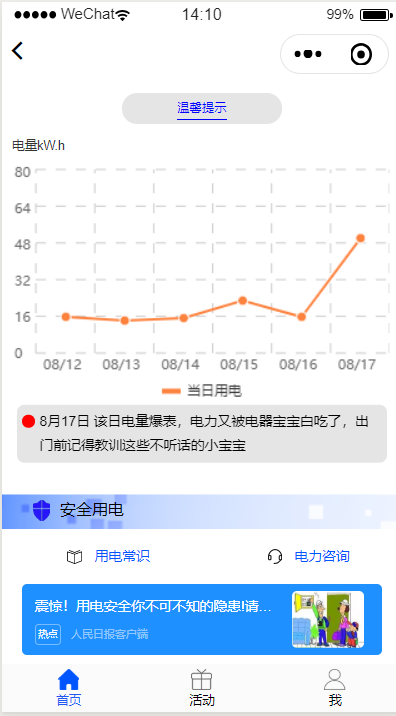 WeChat 14:10 99%
温馨提示
电量kW.h
80
64
48
32
16
0
08/12 08/13 08/14 08/15 08/16 08/17
当日用电
8月17日 该日电量爆表，电力又被电器宝宝白吃了，出
门前记得教训这些不听话的小宝宝
安全用电
用电常识 电力咨询
震惊！用电安全你不可不知的隐患!请...
热点 人民日报客户端
首页 活动 我